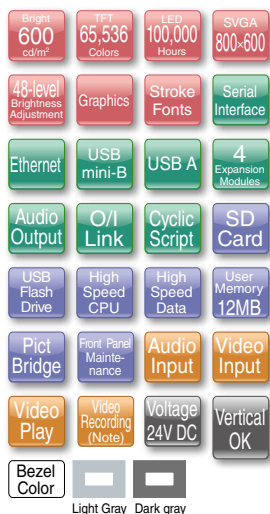 Bright
600
cd/m²
TFT
65,536
Colors
LED
100,000
Hours
SVGA
800×600
48-level
Brightness
Adjustment
Graphics
Stroke
Fonts
Serial
Interface
Ethernet
USB
mini-B
USB A
4
Expansion
Modules
Audio
Output
O/I
Link
Cyclic
Script
SD
Card
USB
Flash
Drive
High
Speed
CPU
High
Speed
Data
User
Memory
12MB
Pict
Bridge
Front Panel
Mainte-
nance
Audio
Input
Video
Input
Video
Play
Video
Recording
(Note)
Voltage
24V DC
Vertical
OK
Bezel
Color
Light Gray
Dark gray